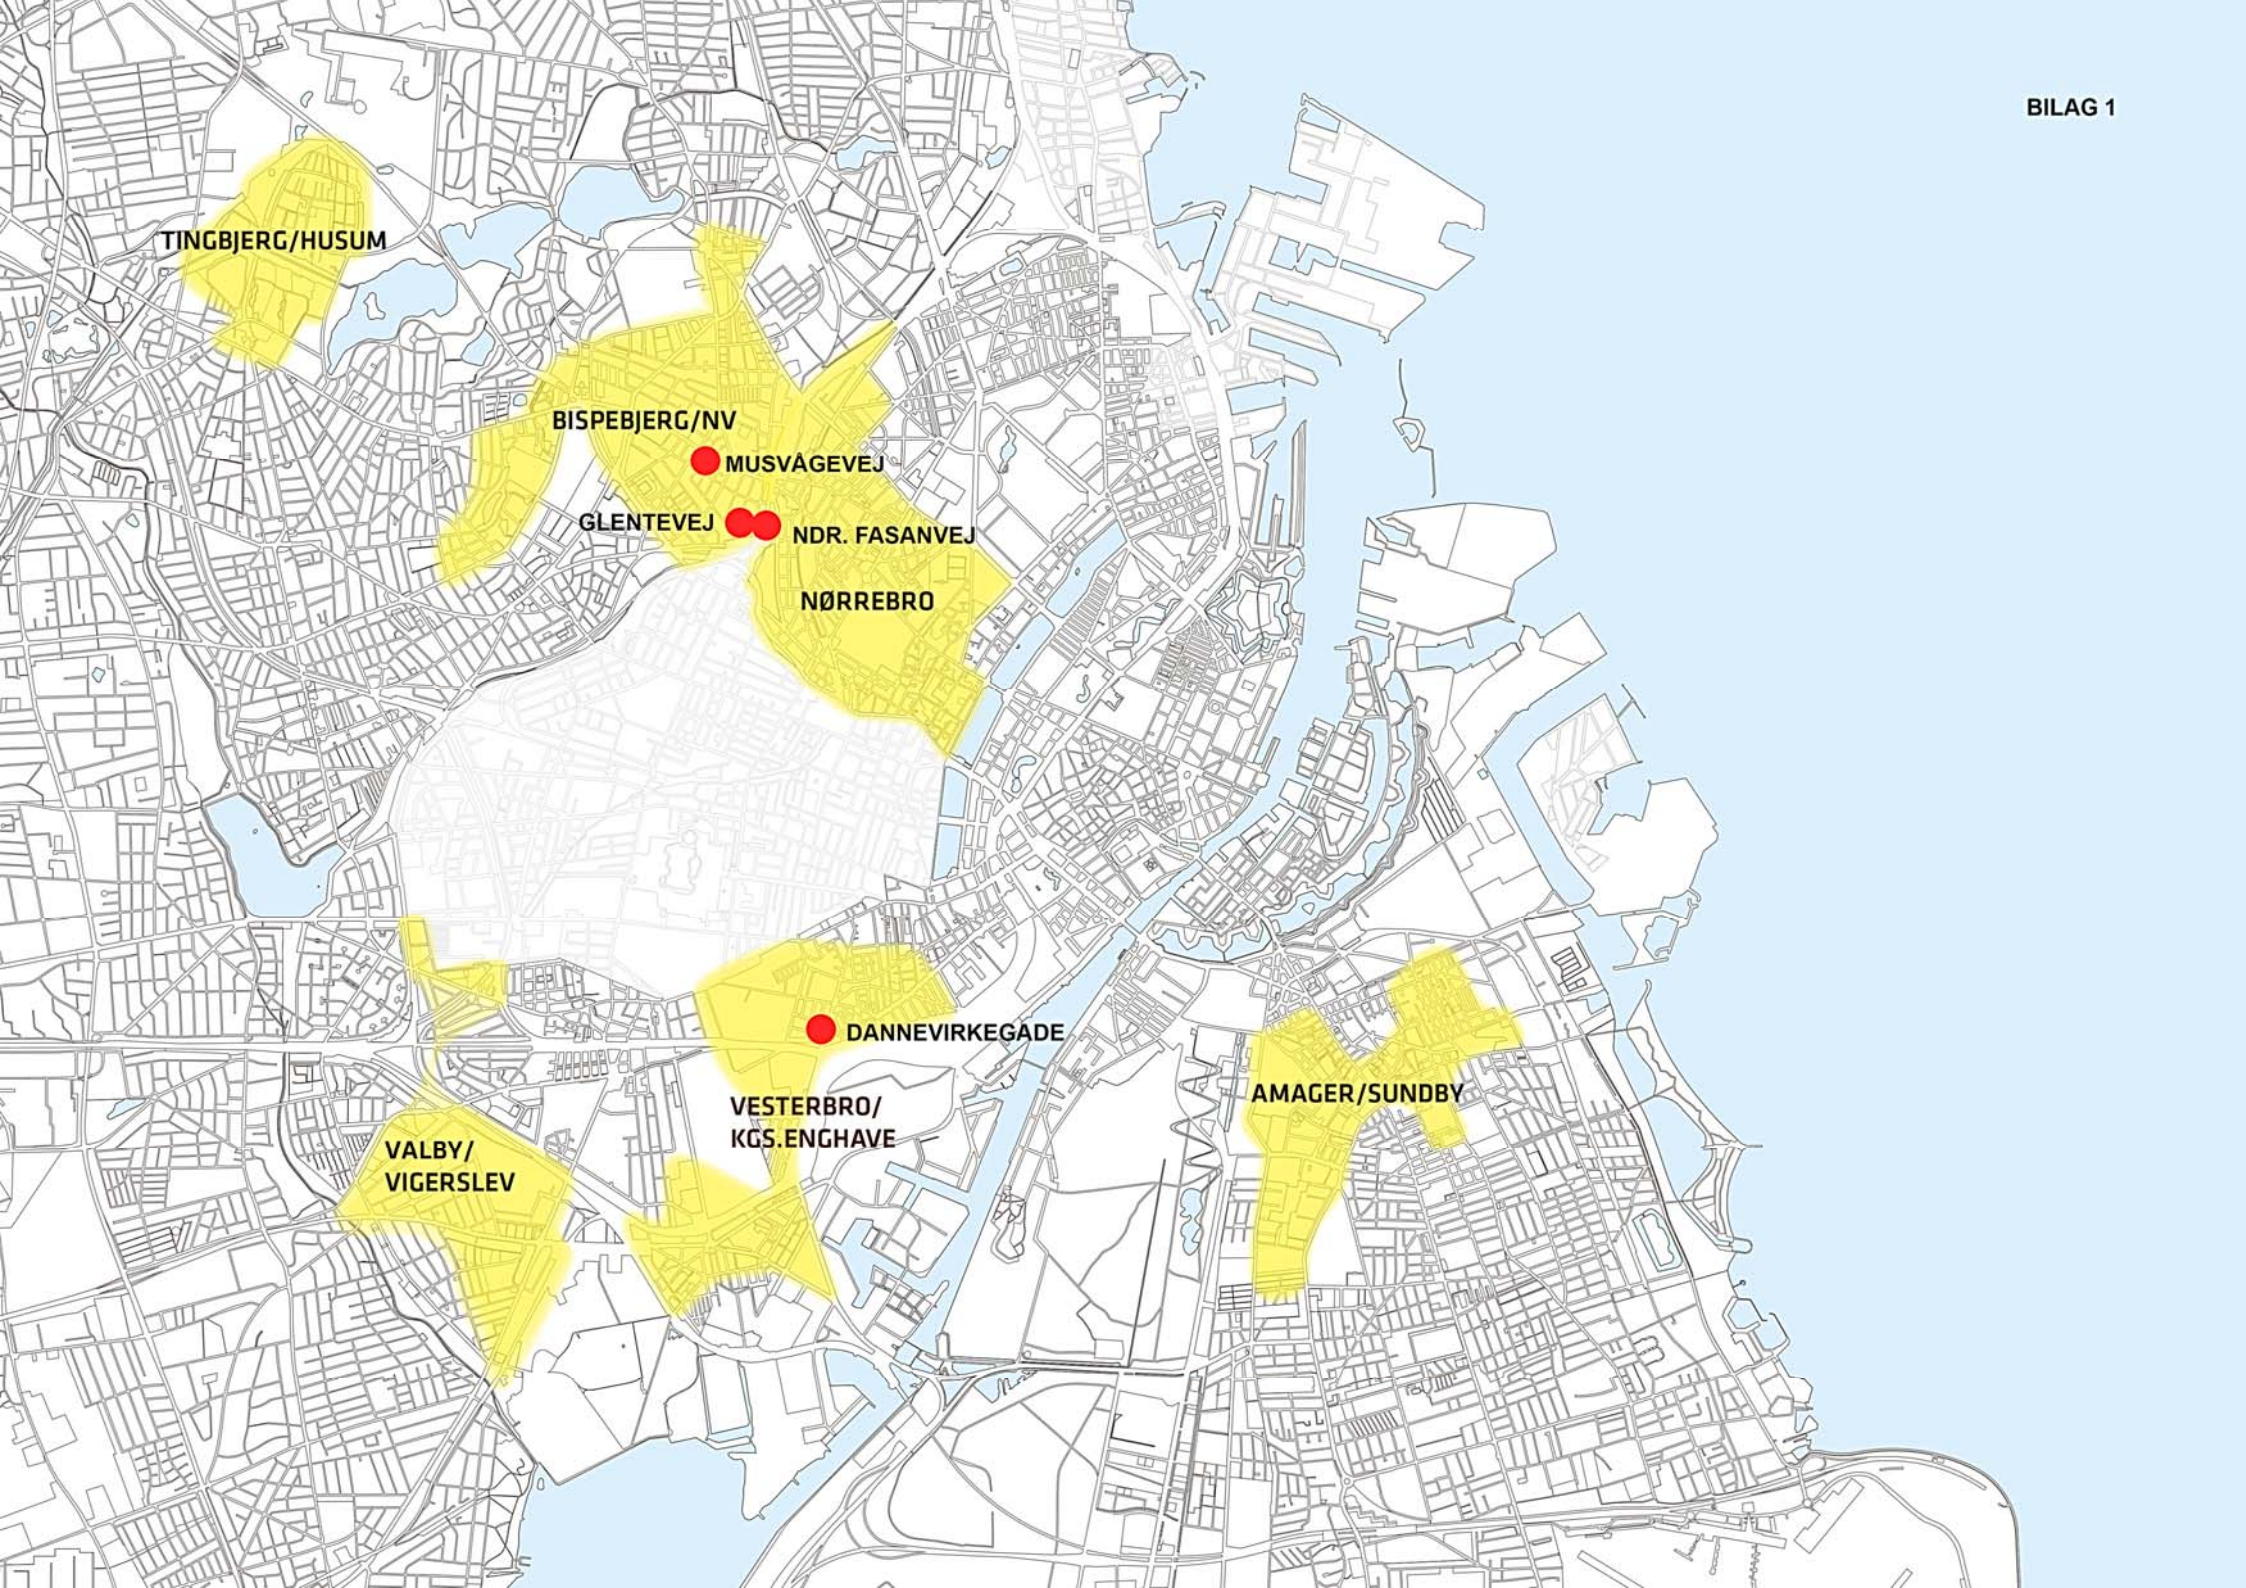 BILAG 1
TINGBJERG/HUSUM
BISPEBJERG/NV
MUSVÅGEVEJ
GLENTEVEJ
NDR. FASANVEJ
NØRREBRO
DANNEVIRKEGADE
VESTERBRO/
KGS.ENGHAVE
AMAGER/SUNDBY
VALBY/
VIGERSLEV